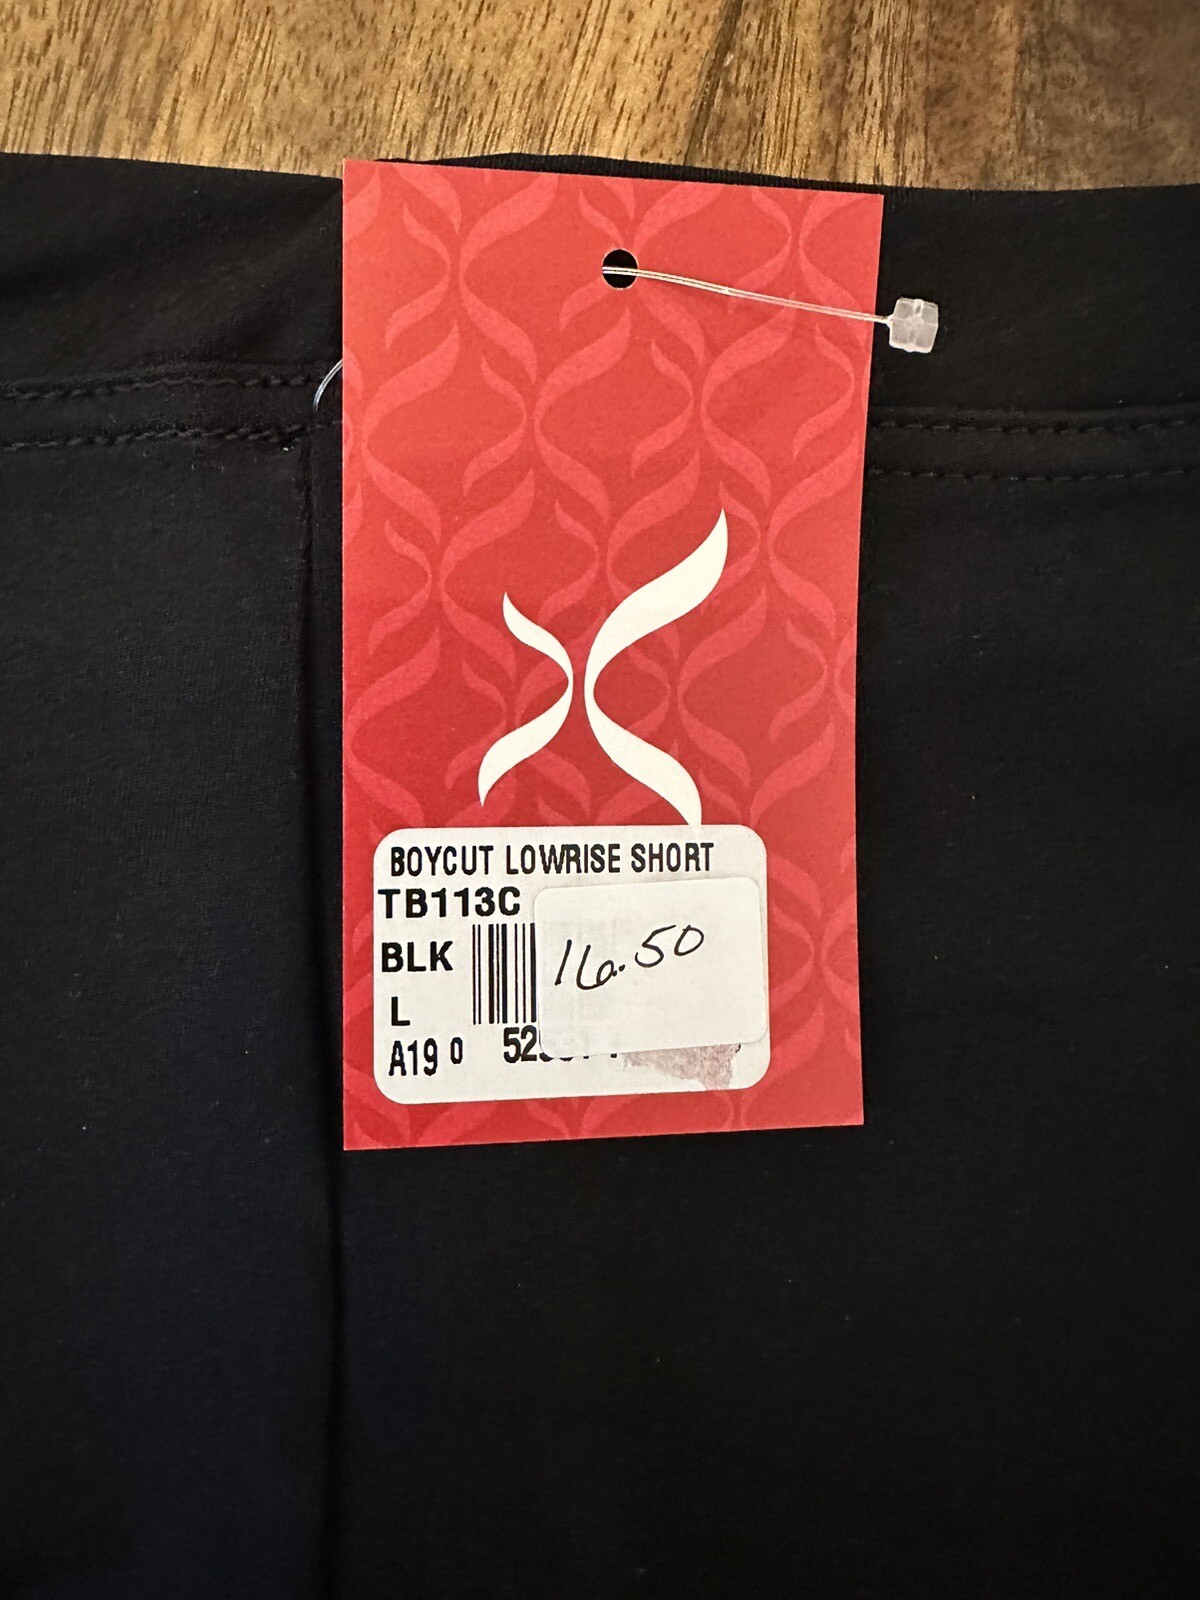 BOYCUT LOWRISE SHORT
TB113C
BLK
16.50
L
A19 0